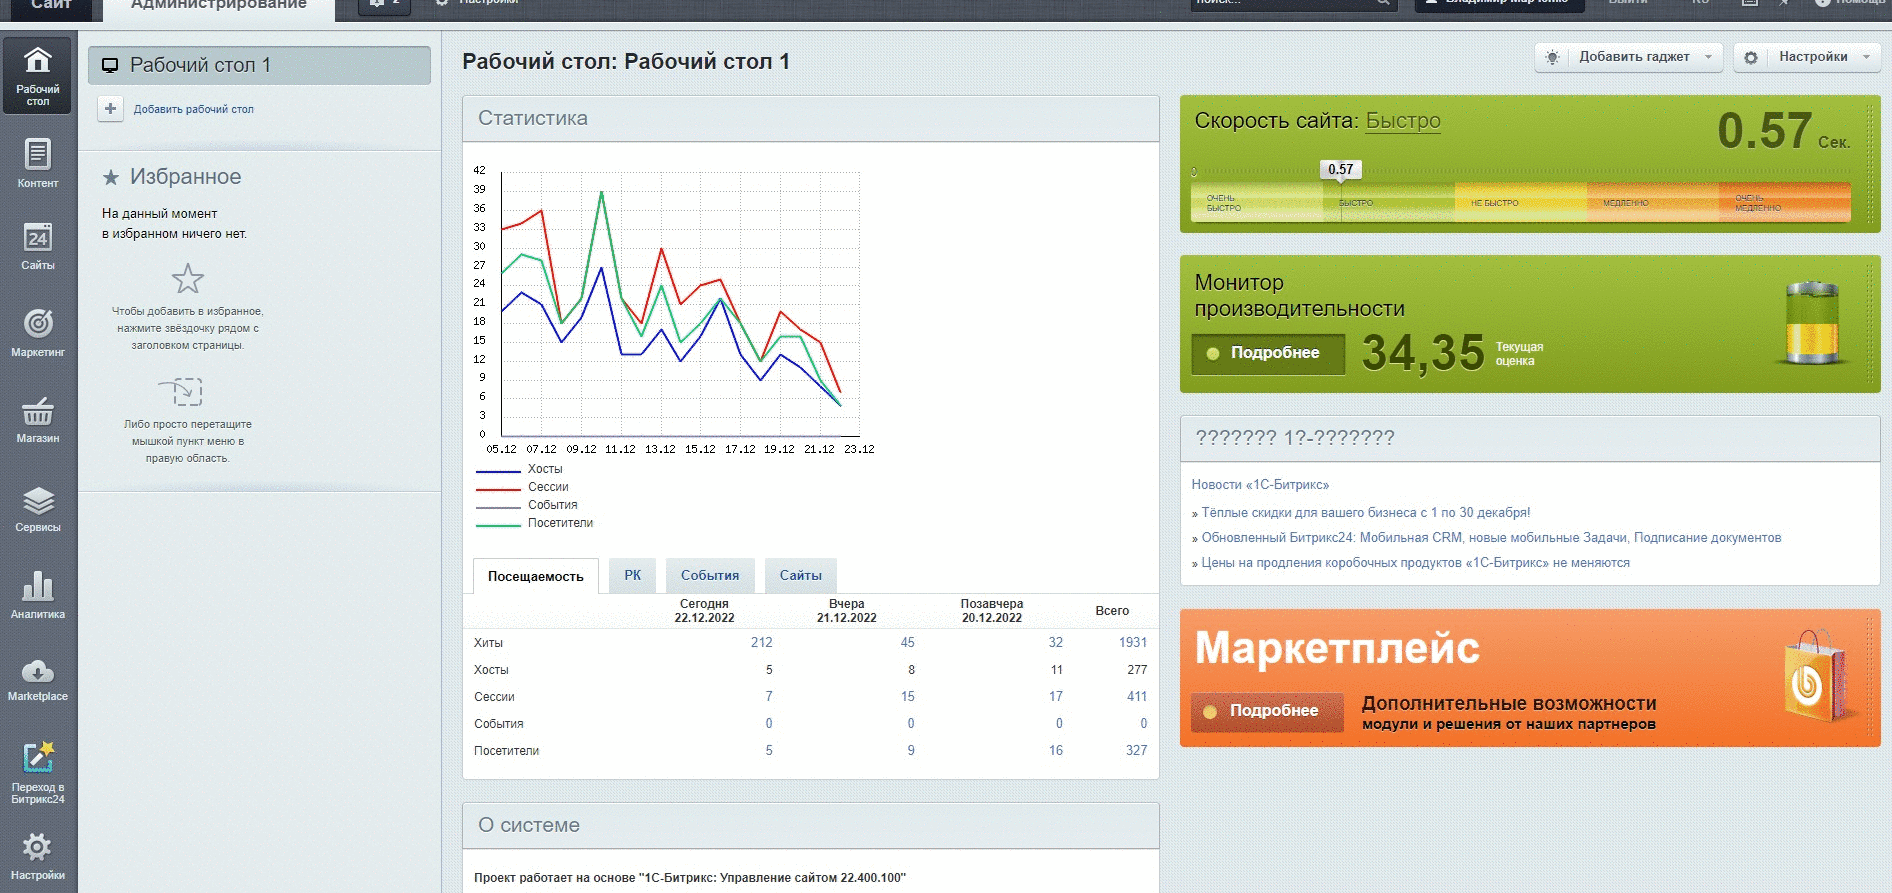 Сайт
Администрирование
2
Настройки
Поиск...
Владимир Марченко
Выйти
RU
Помощь
Рабочий
стол
Контент
Сайты
24
Маркетинг
Магазин
Сервисы
Аналитика
Marketplace
Переход в
Битрикс24
Настройки
Рабочий стол 1
Добавить рабочий стол
Избранное
На данный момент
в избранном ничего нет.
Чтобы добавить в избранное,
нажмите звёздочку рядом с
заголовком страницы.
Либо просто перетащите
мышкой пункт меню в
правую область.
Рабочий стол: Рабочий стол 1
Добавить гаджет
Настройки
Статистика
42
39
36
33
30
27
24
21
18
15
12
9
6
3
0
05.12 07.12 09.12 11.12 13.12 15.12 17.12 19.12 21.12 23.12
Хосты
Сессии
События
Посетители
Посещаемость РК События Сайты
Сегодня Вчера Позавчера Всего
22.12.2022 21.12.2022 20.12.2022
Хиты 212 45 32 1931
Хосты 5 8 11 277
Сессии 7 15 17 411
События 0 0 0 0
Посетители 5 9 16 327
О системе
Проект работает на основе "1С-Битрикс: Управление сайтом 22.400.100"
Скорость сайта: Быстро
0.57 Сек.
0
0.57
ОЧЕНЬ
БЫСТРО
БЫСТРО
НЕ БЫСТРО
МЕДЛЕННО
ОЧЕНЬ
МЕДЛЕННО
Монитор
производительности
Подробнее
34,35
Текущая
оценка
??????? 1?-???????
Новости «1С-Битрикс»
» Тёплые скидки для вашего бизнеса с 1 по 30 декабря!
» Обновленный Битрикс24: Мобильная CRM, новые мобильные Задачи, Подписание документов
» Цены на продления коробочных продуктов «1С-Битрикс» не меняются
Маркетплейс
Подробнее
Дополнительные возможности
модули и решения от наших партнеров